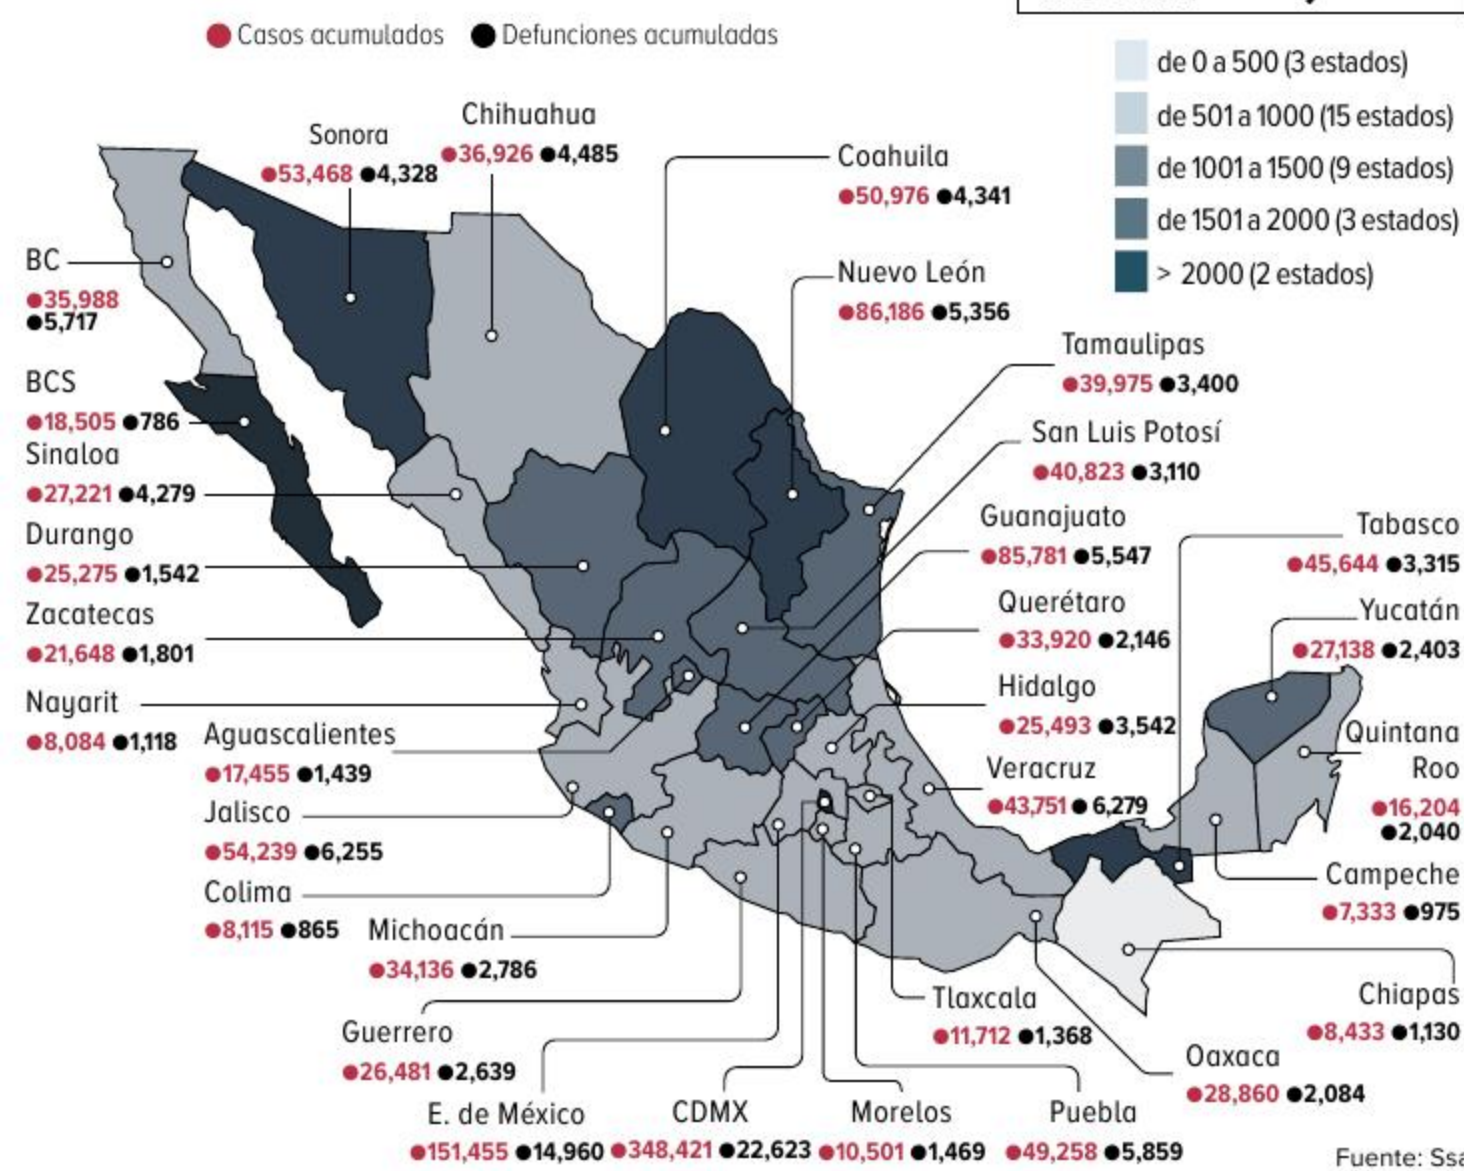 Casos acumulados Defunciones acumuladas
de 0 a 500 (3 estados)
de 501 a 1000 (15 estados)
de 1001 a 1500 (9 estados)
de 1501 a 2000 (3 estados)
> 2000 (2 estados)
Sonora
53,468 4,328
Chihuahua
36,926 4,485
Coahuila
50,976 4,341
Nuevo León
86,186 5,356
Tamaulipas
39,975 3,400
San Luis Potosí
40,823 3,110
Guanajuato
85,781 5,547
Querétaro
33,920 2,146
Hidalgo
25,493 3,542
Veracruz
43,751 6,279
Tabasco
45,644 3,315
Yucatán
27,138 2,403
Quintana
Roo
16,204
2,040
Campeche
7,333 975
Chiapas
8,433 1,130
BC
35,988
5,717
BCS
18,505 786
Sinaloa
27,221 4,279
Durango
25,275 1,542
Zacatecas
21,648 1,801
Nayarit
8,084 1,118
Aguascalientes
17,455 1,439
Jalisco
54,239 6,255
Colima
8,115 865
Michoacán
34,136 2,786
Guerrero
26,481 2,639
E. de México
151,455 14,960
CDMX
348,421 22,623
Morelos
10,501 1,469
Puebla
49,258 5,859
Tlaxcala
11,712 1,368
Oaxaca
28,860 2,084
Fuente: Ssa